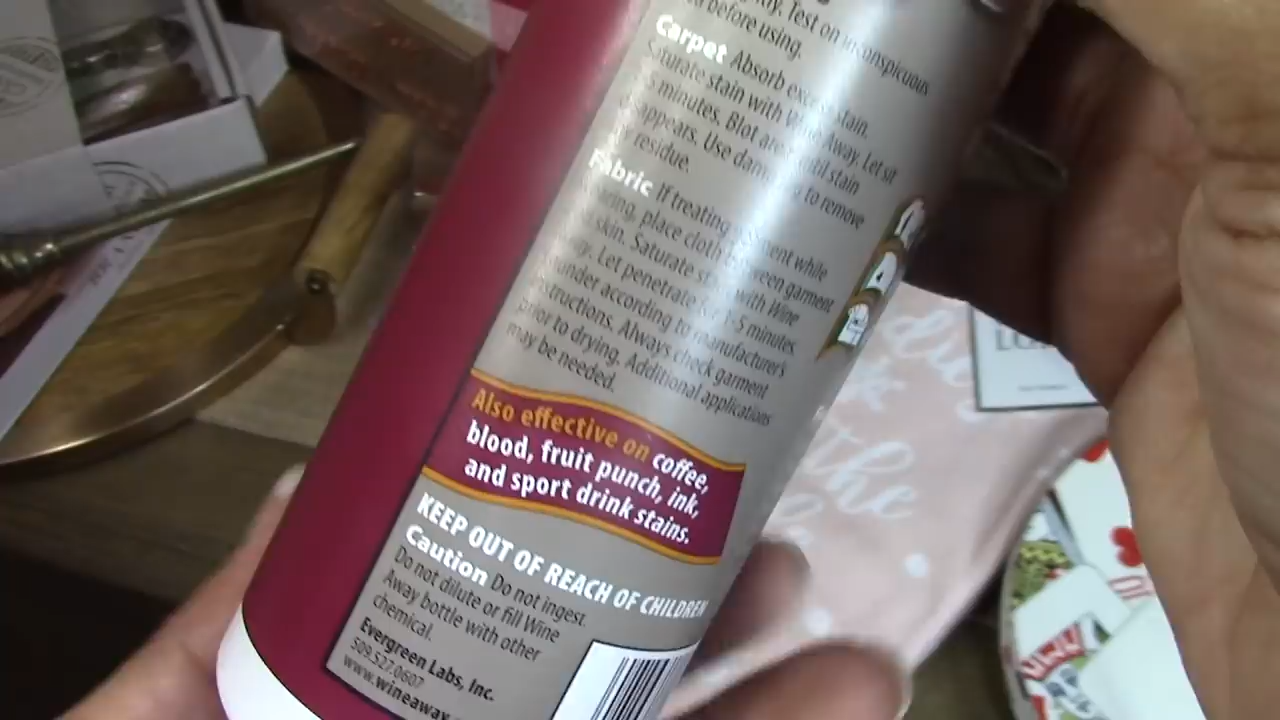 Test on inconspicuous
before using.
Carpet Absorb excess stain.
Saturate stain with Wine Away. Let sit
minutes. Blot area until stain
disappears. Use damp to remove
residue.
Fabric If treating garment while
wearing, place cloth between garment
skin. Saturate stain with Wine
Away. Let penetrate for 1-5 minutes.
under according to manufacturer's
instructions. Always check garment
prior to drying. Additional applications
may be needed.
Also effective on coffee,
blood, fruit punch, ink,
and sport drink stains.
KEEP OUT OF REACH OF CHILDREN
Caution Do not ingest.
Do not dilute or fill Wine
Away bottle with other
chemical.
Evergreen Labs, Inc.
509.527.0607
www.wineaway.
the